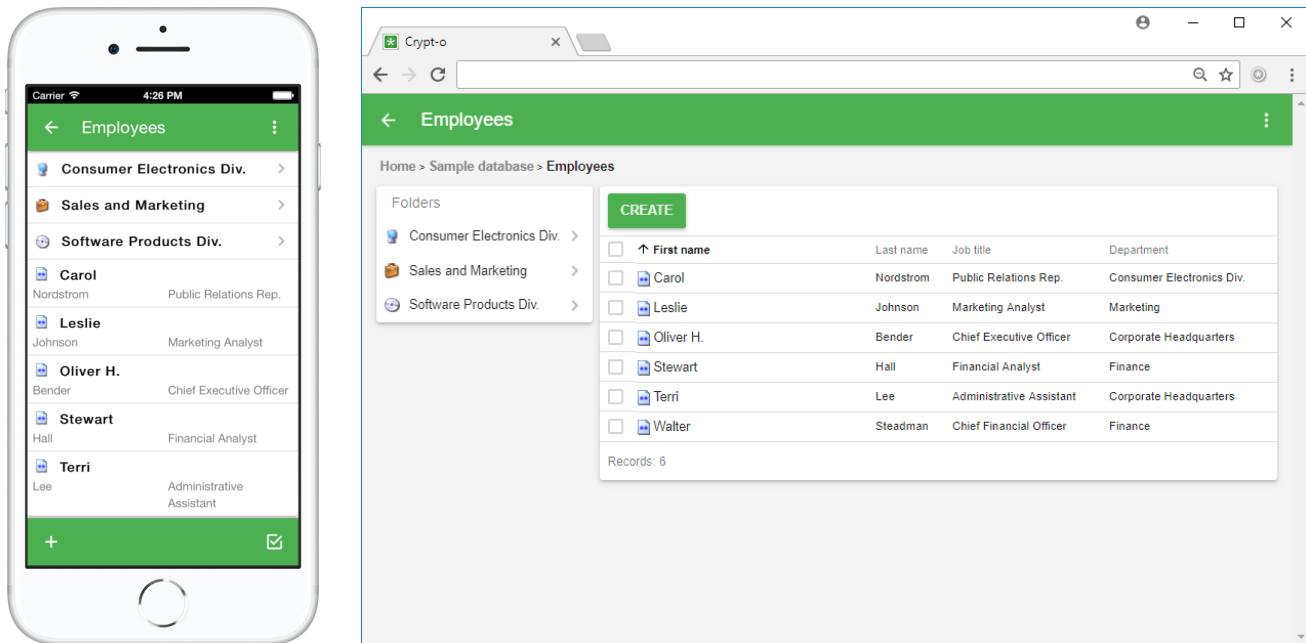 Carrier 4:26 PM
Employees
Consumer Electronics Div.
Sales and Marketing
Software Products Div.
Carol
Nordstrom Public Relations Rep.
Leslie
Johnson Marketing Analyst
Oliver H.
Bender Chief Executive Officer
Stewart
Hall Financial Analyst
Terri
Lee Administrative
Assistant
Crypt-o
Employees
Home > Sample database > Employees
Folders
Consumer Electronics Div.
Sales and Marketing
Software Products Div.
CREATE
First name Last name Job title Department
Carol Nordstrom Public Relations Rep. Consumer Electronics Div.
Leslie Johnson Marketing Analyst Marketing
Oliver H. Bender Chief Executive Officer Corporate Headquarters
Stewart Hall Financial Analyst Finance
Terri Lee Administrative Assistant Corporate Headquarters
Walter Steadman Chief Financial Officer Finance
Records: 6